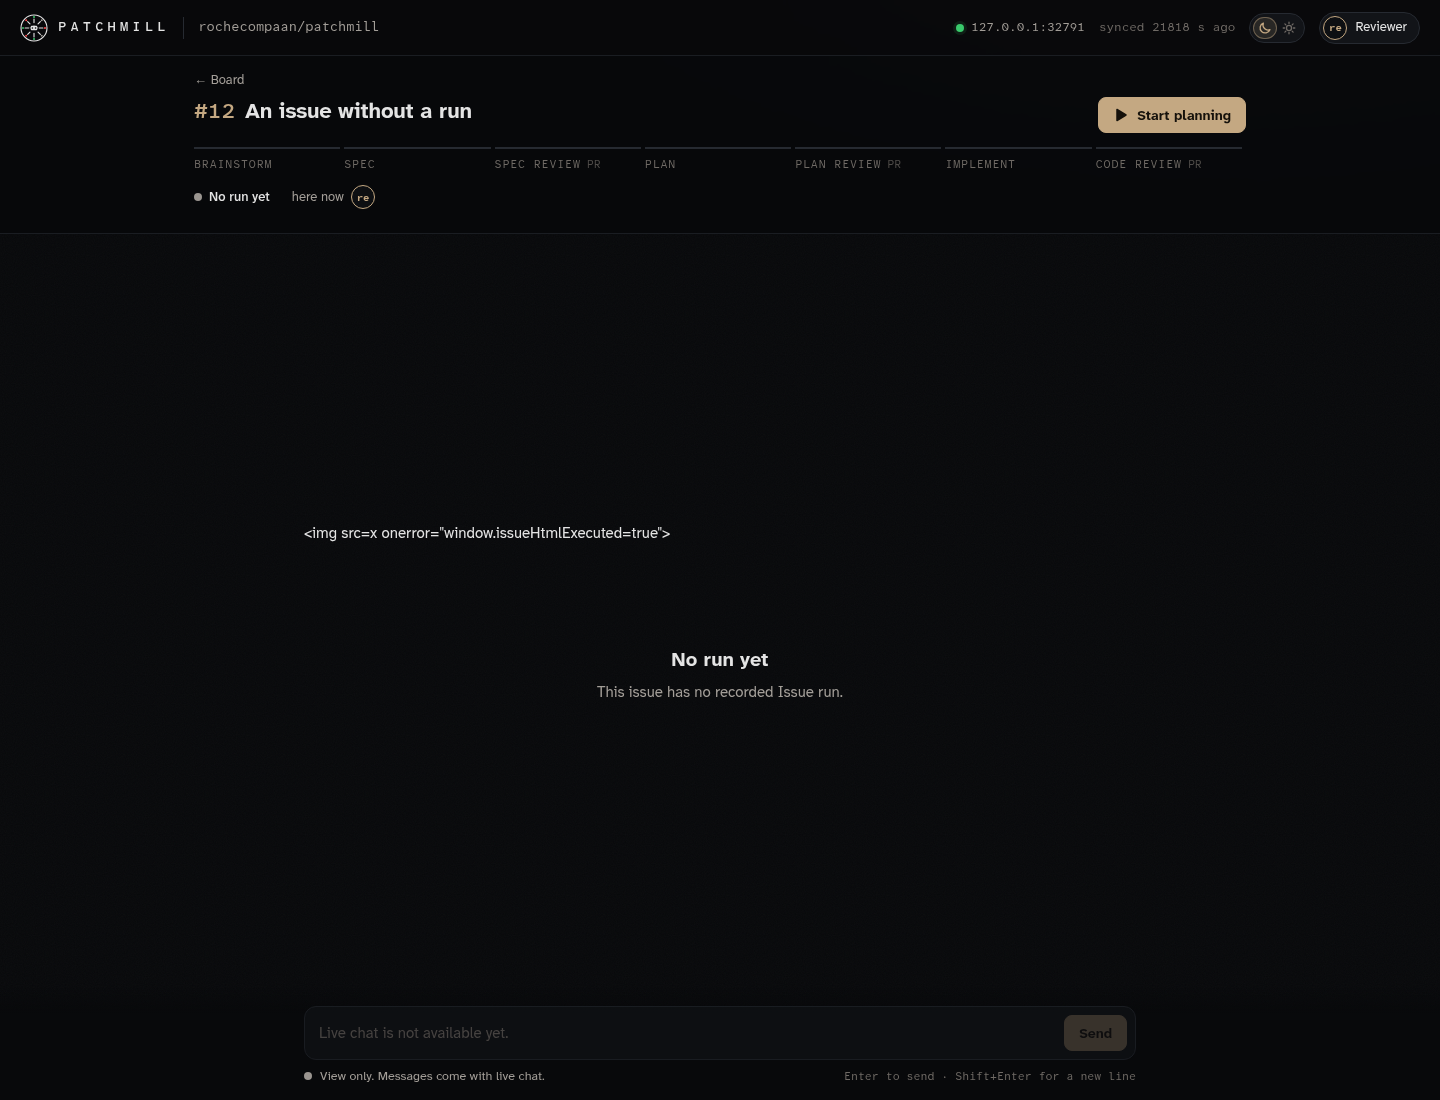 PATCHMILL rochecompaan/patchmill 127.0.0.1:32791 synced 21818 s ago re Reviewer
← Board
#12 An issue without a run Start planning
BRAINSTORM SPEC SPEC REVIEW PR PLAN PLAN REVIEW PR IMPLEMENT CODE REVIEW PR
No run yet here now re
<img src=x onerror="window.issueHtmlExecuted=true">
No run yet
This issue has no recorded Issue run.
Live chat is not available yet. Send
View only. Messages come with live chat. Enter to send · Shift+Enter for a new line